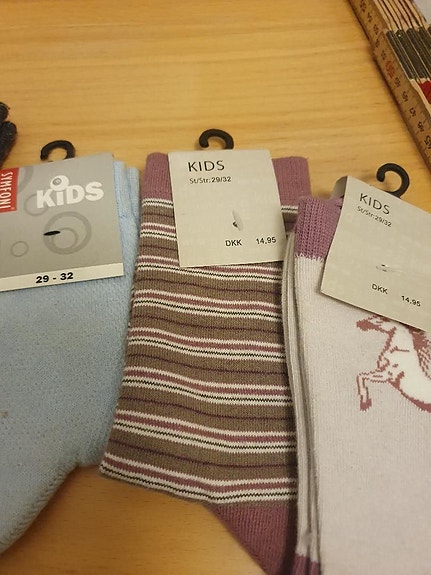 SYMFONI
KiDS
29 - 32
KIDS
St/Str: 29/32
DKK 14,95
KIDS
St/Str: 29/32
DKK 14,95